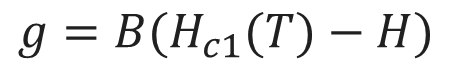 g = B(H_{c1}(T) − H)